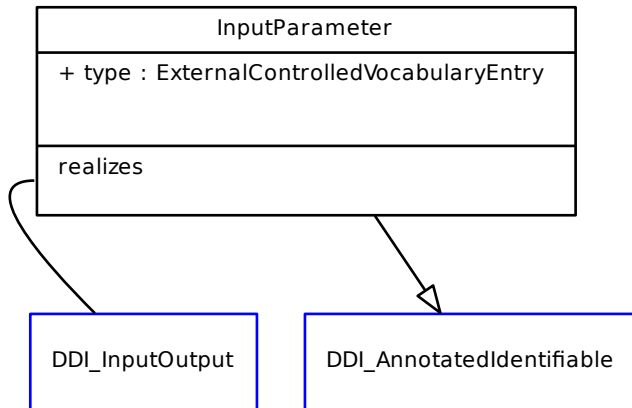 InputParameter
+ type : ExternalControlledVocabularyEntry
realizes
DDI_InputOutput
DDI_AnnotatedIdentifiable